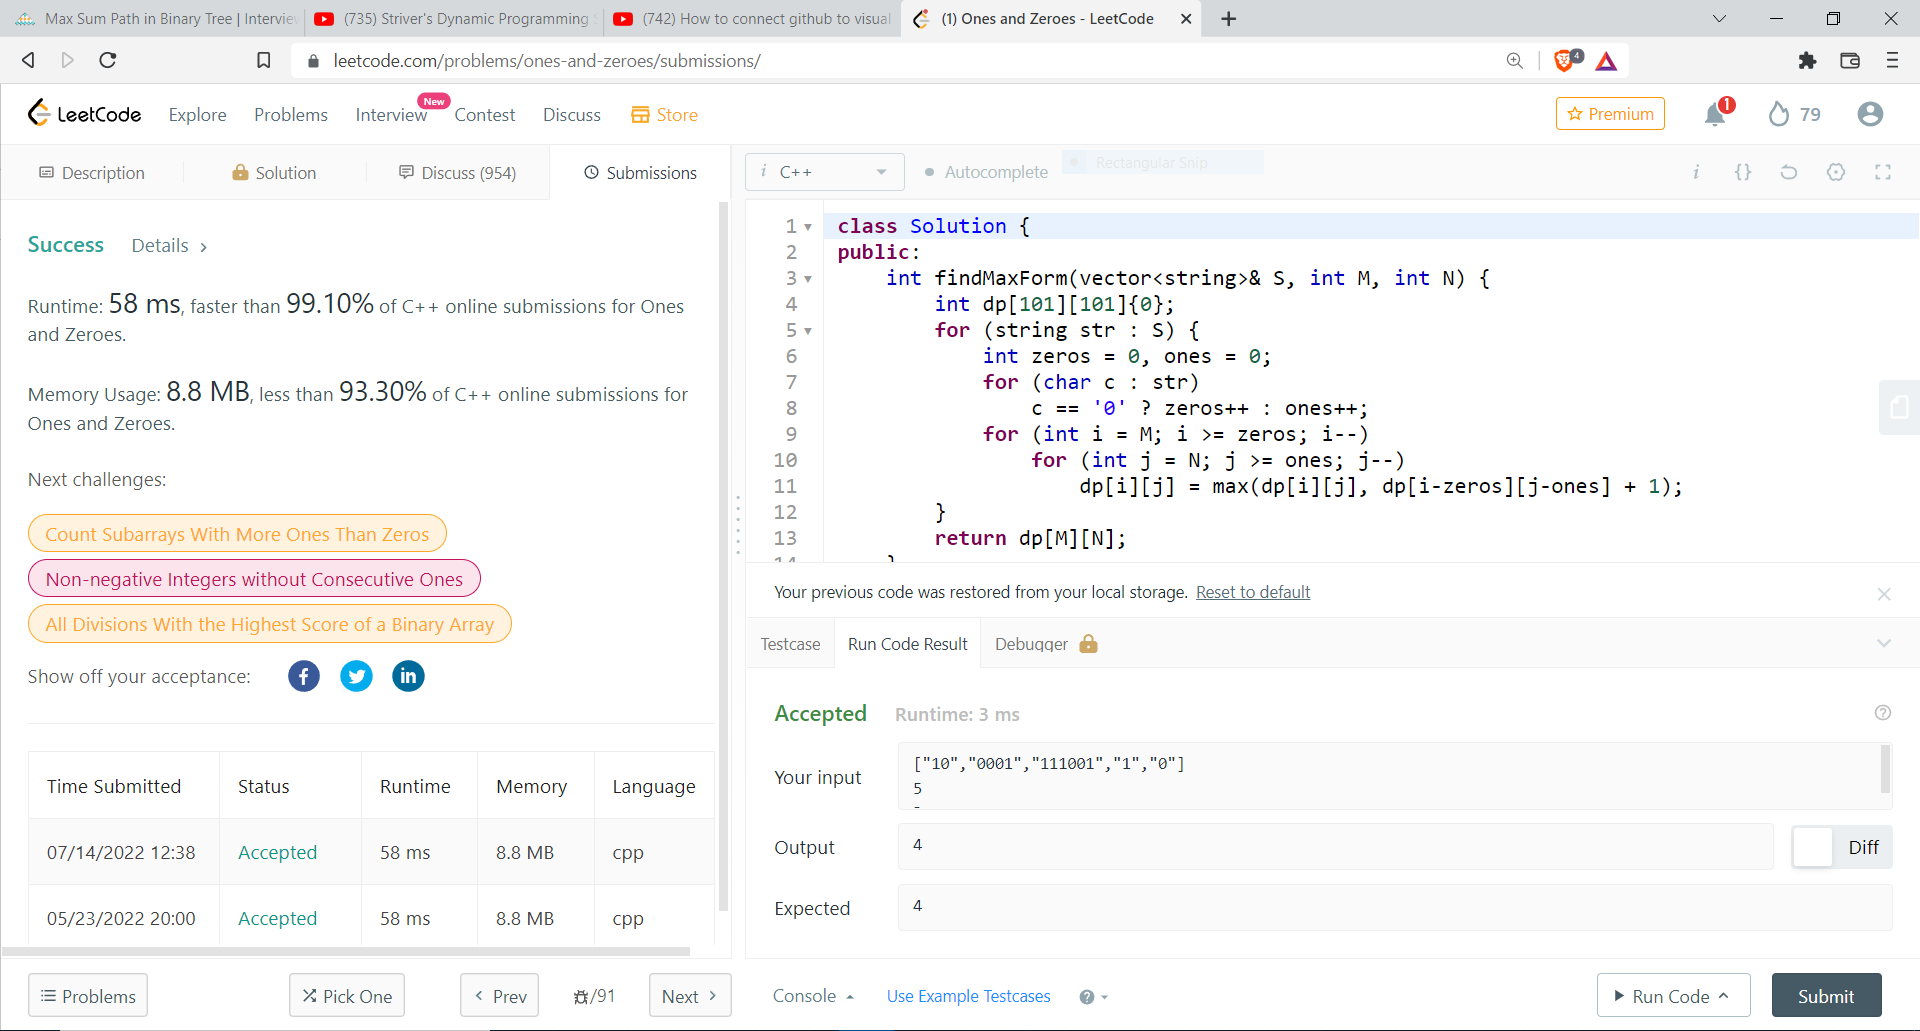 Max Sum Path in Binary Tree | Intervie
(735) Striver's Dynamic Programming
(742) How to connect github to visual
(1) Ones and Zeroes - LeetCode
leetcode.com/problems/ones-and-zeroes/submissions/
4
LeetCode
Explore
Problems
Interview
New
Contest
Discuss
Store
Premium
1
79
Description
Solution
Discuss (954)
Submissions
i C++
Autocomplete
Rectangular Snip
i
{}
Success
Details
Runtime: 58 ms, faster than 99.10% of C++ online submissions for Ones
and Zeroes.
Memory Usage: 8.8 MB, less than 93.30% of C++ online submissions for
Ones and Zeroes.
Next challenges:
Count Subarrays With More Ones Than Zeros
Non-negative Integers without Consecutive Ones
All Divisions With the Highest Score of a Binary Array
Show off your acceptance:
f
in
Time Submitted Status Runtime Memory Language
07/14/2022 12:38 Accepted 58 ms 8.8 MB cpp
05/23/2022 20:00 Accepted 58 ms 8.8 MB cpp
Problems
Pick One
Prev
/91
Next
1 class Solution {
2 public:
3 int findMaxForm(vector<string>& S, int M, int N) {
4 int dp[101][101]{0};
5 for (string str : S) {
6 int zeros = 0, ones = 0;
7 for (char c : str)
8 c == '0' ? zeros++ : ones++;
9 for (int i = M; i >= zeros; i--)
10 for (int j = N; j >= ones; j--)
11 dp[i][j] = max(dp[i][j], dp[i-zeros][j-ones] + 1);
12 }
13 return dp[M][N];
14 }
Your previous code was restored from your local storage. Reset to default
Testcase
Run Code Result
Debugger
Accepted Runtime: 3 ms
Your input
["10","0001","111001","1","0"]
5
Output
4
Diff
Expected
4
Console
Use Example Testcases
Run Code
Submit